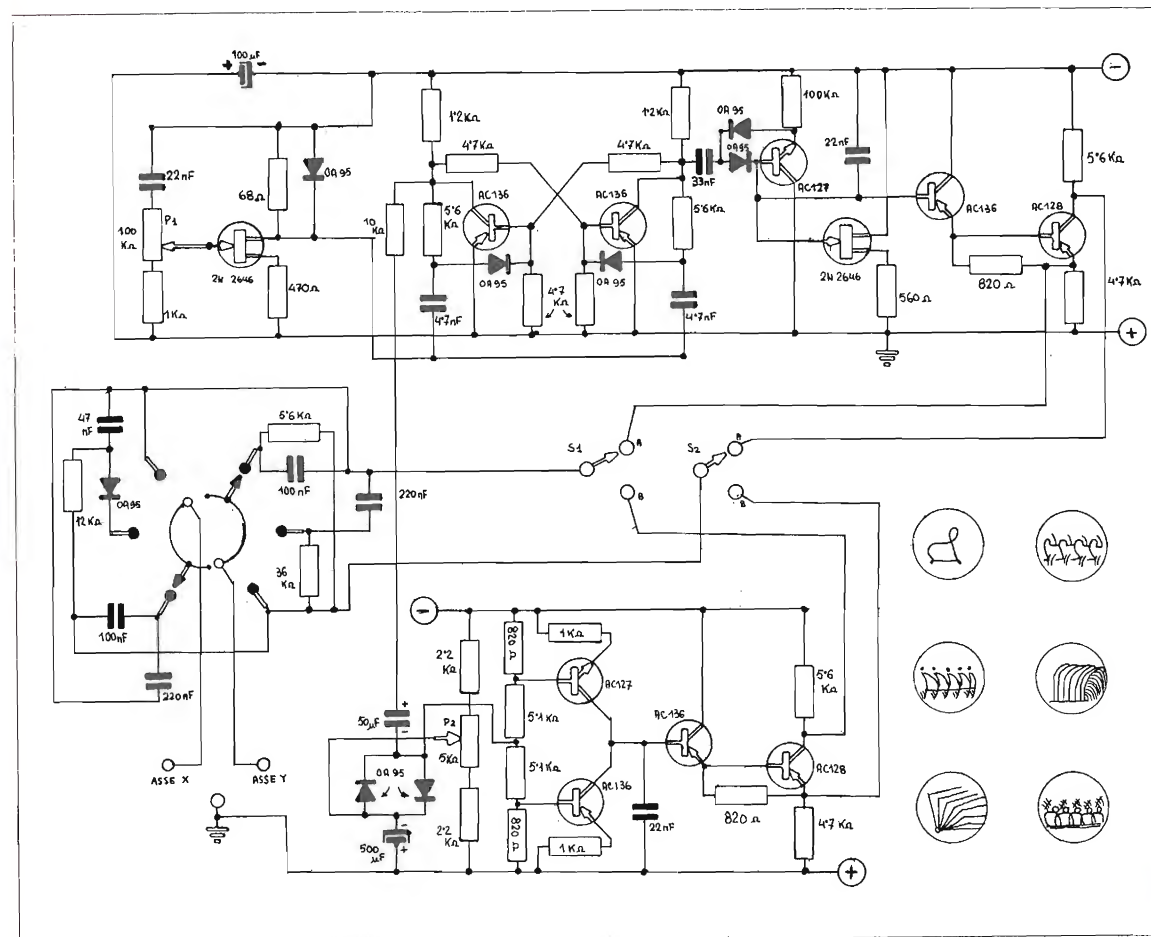 100µF
+ -
-
1'2KΩ
1'2KΩ
OA95
100KΩ
4'7KΩ
4'7KΩ
OA95
33nF
AC127
22nF
5'6KΩ
22nF
68Ω
OA95
P1
100
KΩ
10
KΩ
5'6
KΩ
AC136
AC136
5'6
KΩ
AC136
AC128
2N 2646
470Ω
1KΩ
OA95
4'7
KΩ
OA95
4'7nF
4'7nF
2N 2646
560Ω
820Ω
4'7KΩ
+
47
nF
5'6KΩ
100nF
220nF
S1
A
B
S2
A
B
OA95
12KΩ
36
KΩ
100nF
220nF
ASSE X
ASSE Y
-
2'2
KΩ
820Ω
1KΩ
AC127
5'1KΩ
5'6
KΩ
50µF
+
-
P2
5KΩ
OA95
5'1KΩ
AC136
AC136
AC128
22nF
820Ω
4'7KΩ
2'2
KΩ
820Ω
1KΩ
500
µF
-
+
+